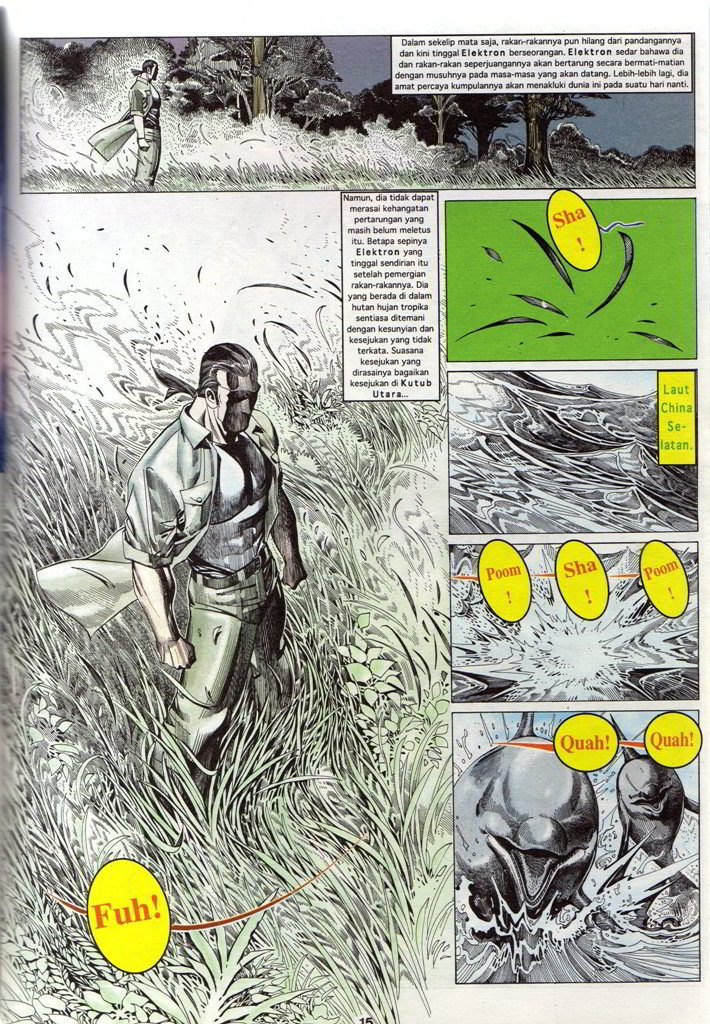 Dalam sekelip mata saja, rakan-rakannya pun hilang dari pandangannya
dan kini tinggal Elektron berseorangan. Elektron sedar bahawa dia
dan rakan-rakan seperjuangannya akan bertarung secara bermati-matian
dengan musuhnya pada masa-masa yang akan datang. Lebih-lebih lagi, dia
amat percaya kumpulannya akan menakluki dunia ini pada suatu hari nanti.
Namun, dia tidak dapat
merasai kehangatan
pertarungan yang
masih belum meletus
itu. Betapa sepinya
Elektron yang
tinggal sendirian itu
setelah pemergian
rakan-rakannya. Dia
yang berada di dalam
hutan hujan tropika
sentiasa ditemani
dengan kesunyian dan
kesejukan yang tidak
terkata. Suasana
kesejukan yang
dirasainya bagaikan
kesejukan di Kutub
Utara...
Sha
!
Laut
China
Se-
latan.
Poom
!
Sha
!
Poom
!
Quah!
Quah!
Fuh!
15